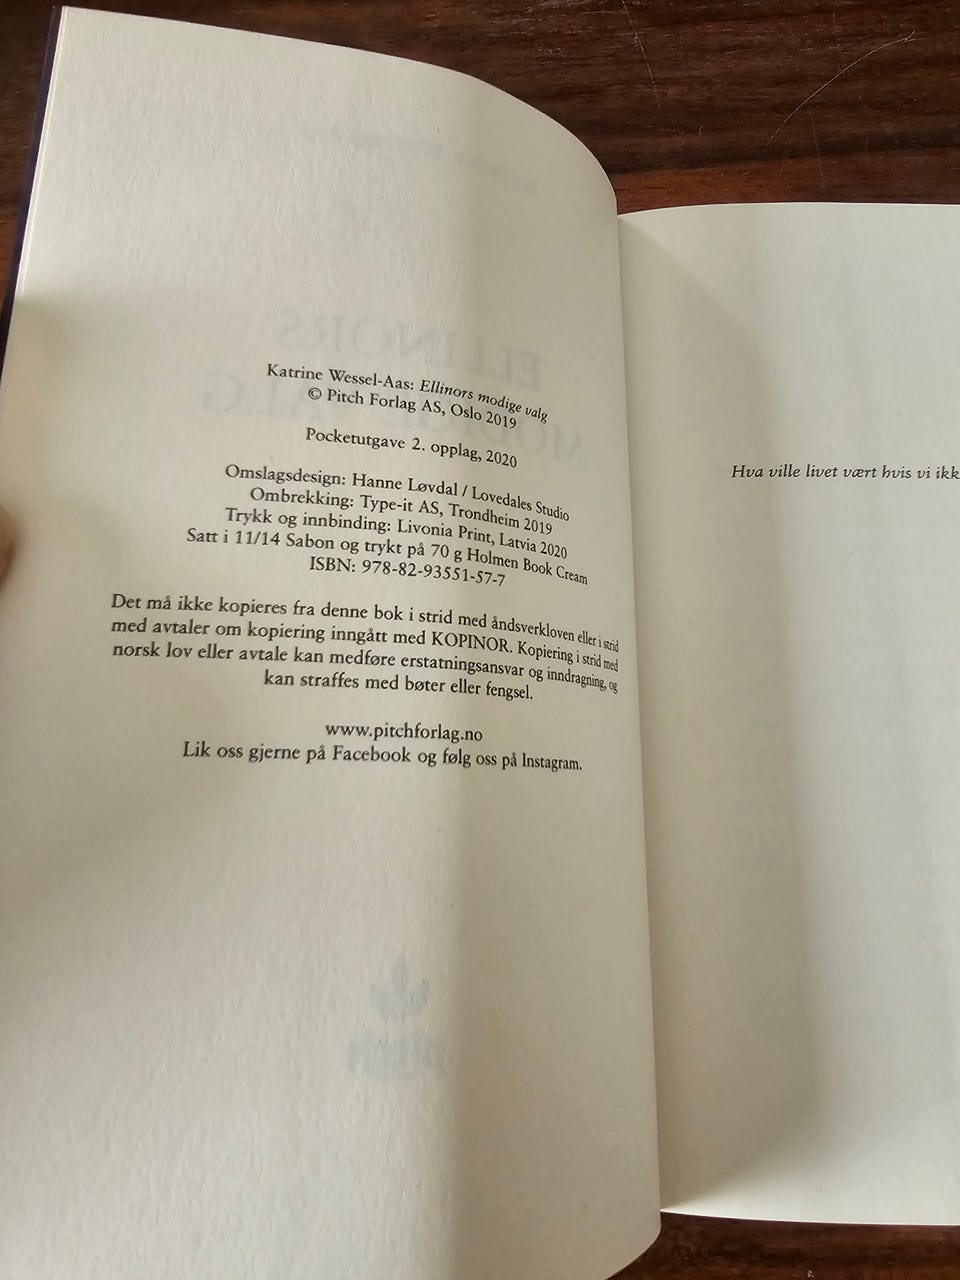 Katrine Wessel-Aas: Ellinors modige valg
© Pitch Forlag AS, Oslo 2019
Pocketutgave 2. opplag, 2020
Omslagsdesign: Hanne Løvdal / Lovedales Studio
Ombrekking: Type-it AS, Trondheim 2019
Trykk og innbinding: Livonia Print, Latvia 2020
Satt i 11/14 Sabon og trykt på 70 g Holmen Book Cream
ISBN: 978-82-93551-57-7
Det må ikke kopieres fra denne bok i strid med åndsverkloven eller i strid
med avtaler om kopiering inngått med KOPINOR. Kopiering i strid med
norsk lov eller avtale kan medføre erstatningsansvar og inndragning, og
kan straffes med bøter eller fengsel.
www.pitchforlag.no
Lik oss gjerne på Facebook og følg oss på Instagram.
Hva ville livet vært hvis vi ikk